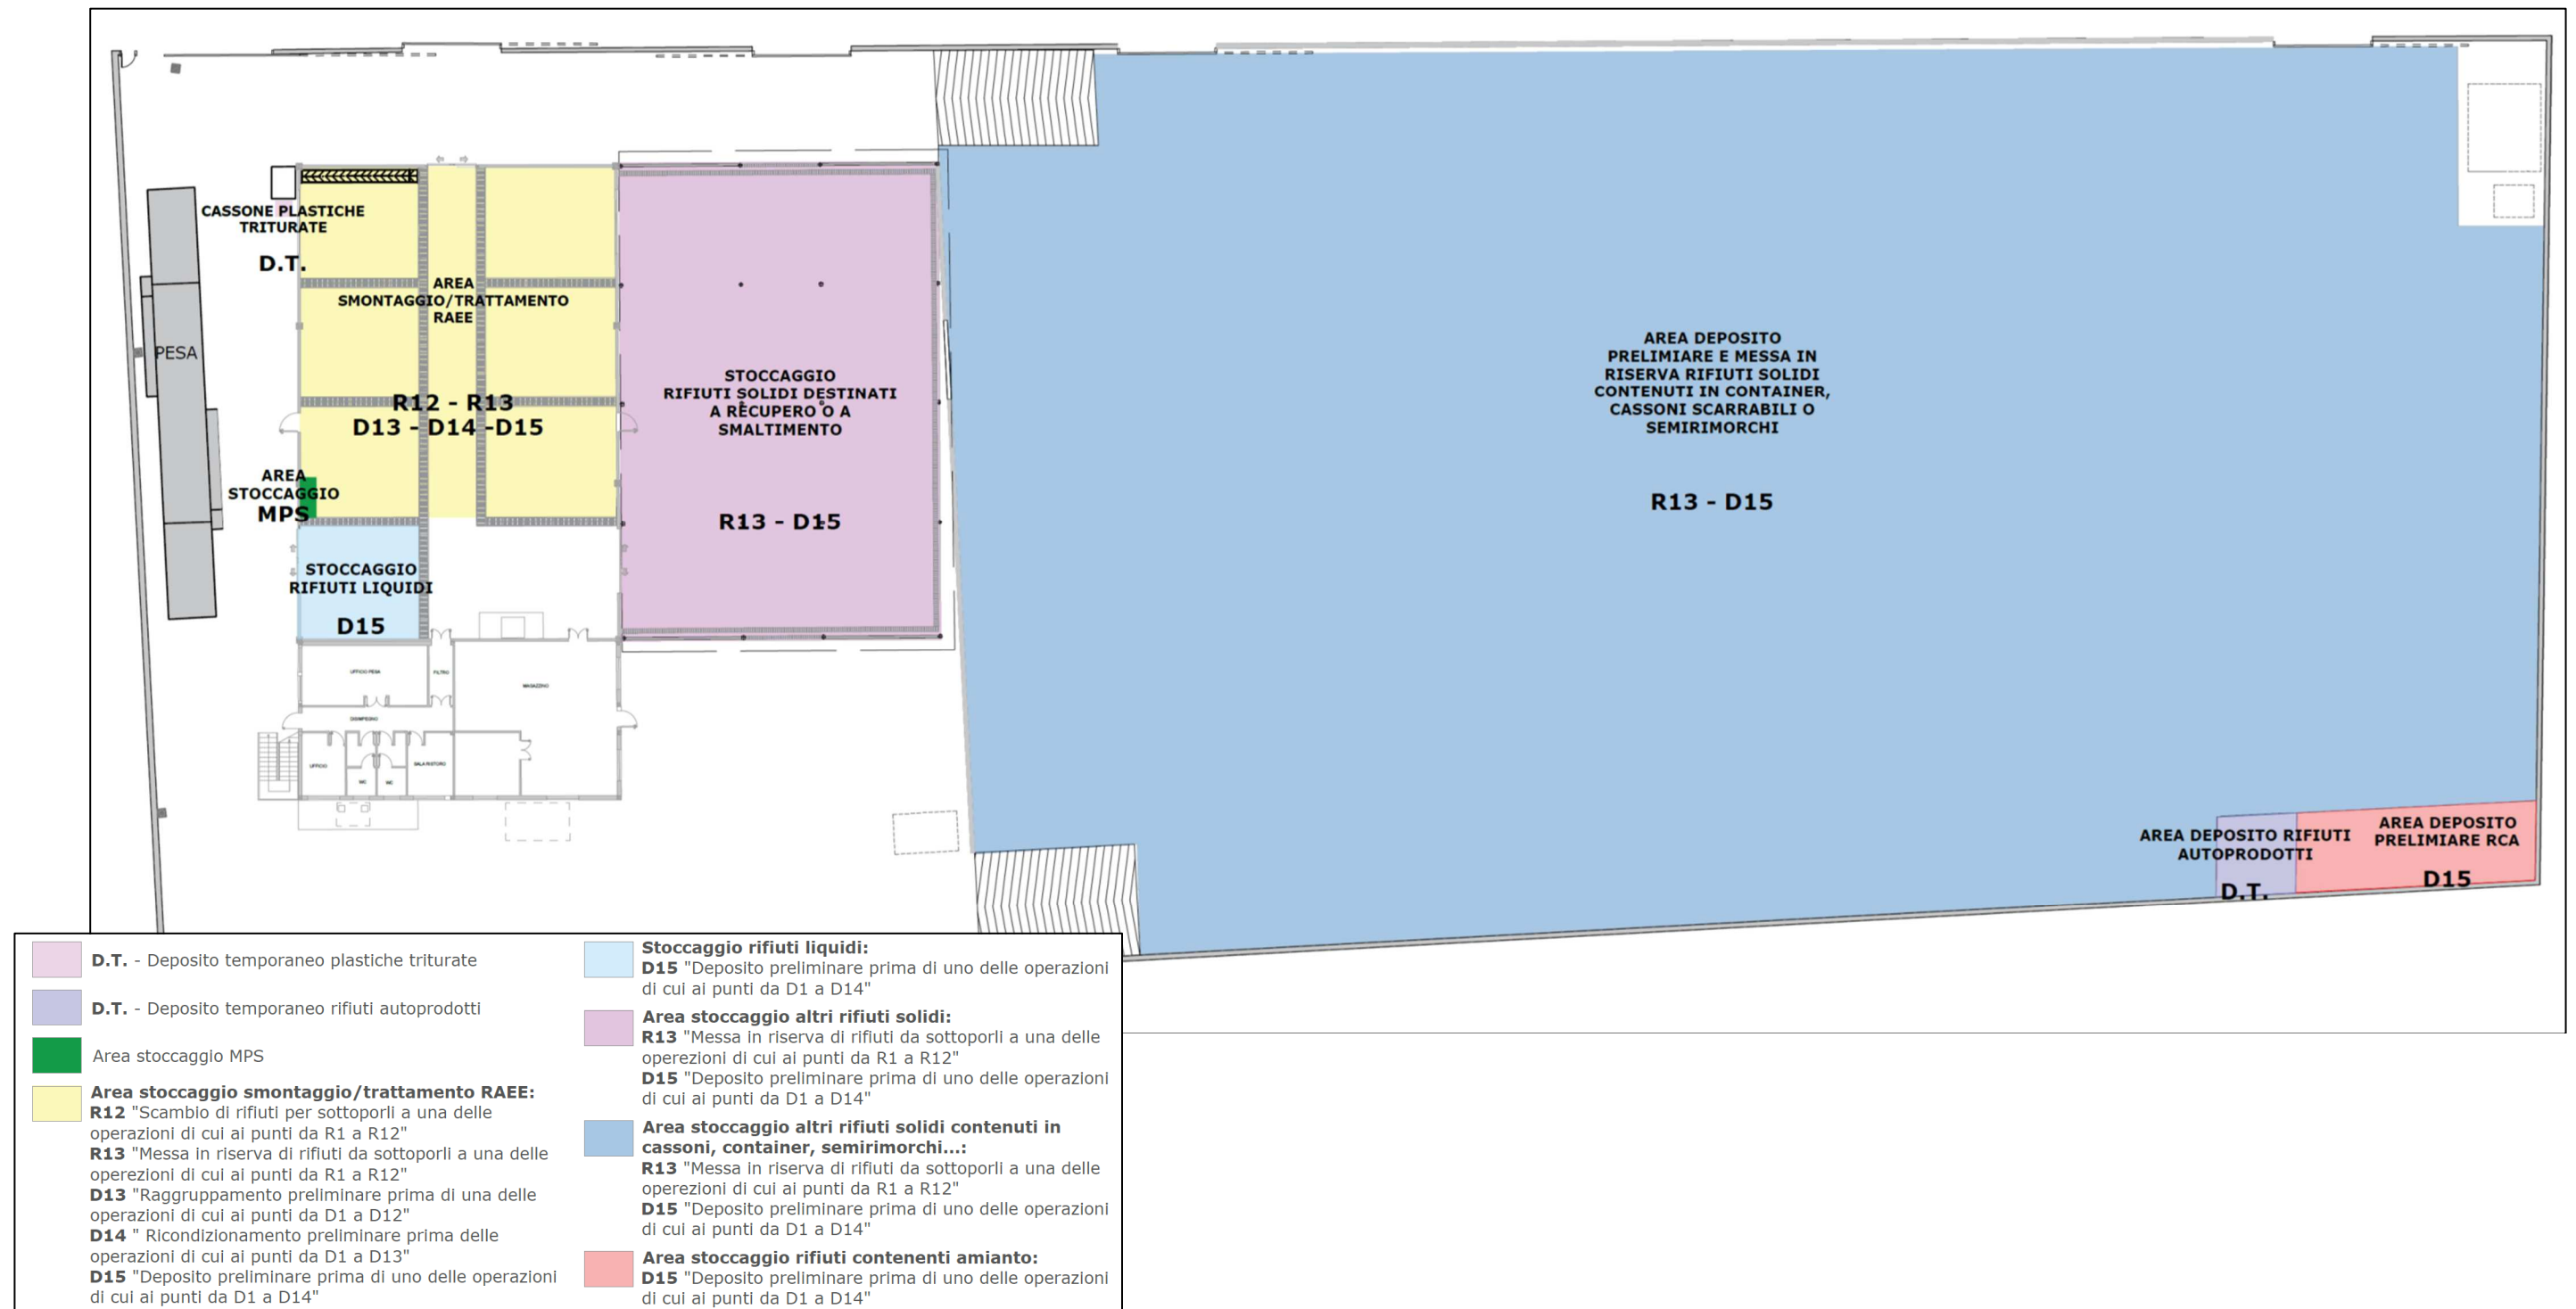 CASSONE PLASTICHE
TRITURATE
D.T.
PESA
AREA
SMONTAGGIO/TRATTAMENTO
RAEE
R12 - R13
D13 - D14 -D15
AREA
STOCCAGGIO
MPS
STOCCAGGIO
RIFIUTI LIQUIDI
D15
UFFICIO PESA
FILTRO
MAGAZZINO
DISIMPEGNO
UFFICIO
WC
WC
SALA RISTORO
STOCCAGGIO
RIFIUTI SOLIDI DESTINATI
A RECUPERO O A
SMALTIMENTO
R13 - D15
AREA DEPOSITO
PRELIMIARE E MESSA IN
RISERVA RIFIUTI SOLIDI
CONTENUTI IN CONTAINER,
CASSONI SCARRABILI O
SEMIRIMORCHI
R13 - D15
AREA DEPOSITO RIFIUTI
AUTOPRODOTTI
D.T.
AREA DEPOSITO
PRELIMIARE RCA
D15
D.T. - Deposito temporaneo plastiche triturate
D.T. - Deposito temporaneo rifiuti autoprodotti
Area stoccaggio MPS
Area stoccaggio smontaggio/trattamento RAEE:
R12 "Scambio di rifiuti per sottoporli a una delle
operazioni di cui ai punti da R1 a R12"
R13 "Messa in riserva di rifiuti da sottoporli a una delle
operezioni di cui ai punti da R1 a R12"
D13 "Raggruppamento preliminare prima di una delle
operazioni di cui ai punti da D1 a D12"
D14 " Ricondizionamento preliminare prima delle
operazioni di cui ai punti da D1 a D13"
D15 "Deposito preliminare prima di uno delle operazioni
di cui ai punti da D1 a D14"
Stoccaggio rifiuti liquidi:
D15 "Deposito preliminare prima di uno delle operazioni
di cui ai punti da D1 a D14"
Area stoccaggio altri rifiuti solidi:
R13 "Messa in riserva di rifiuti da sottoporli a una delle
operezioni di cui ai punti da R1 a R12"
D15 "Deposito preliminare prima di uno delle operazioni
di cui ai punti da D1 a D14"
Area stoccaggio altri rifiuti solidi contenuti in
cassoni, container, semirimorchi...:
R13 "Messa in riserva di rifiuti da sottoporli a una delle
operezioni di cui ai punti da R1 a R12"
D15 "Deposito preliminare prima di uno delle operazioni
di cui ai punti da D1 a D14"
Area stoccaggio rifiuti contenenti amianto:
D15 "Deposito preliminare prima di uno delle operazioni
di cui ai punti da D1 a D14"